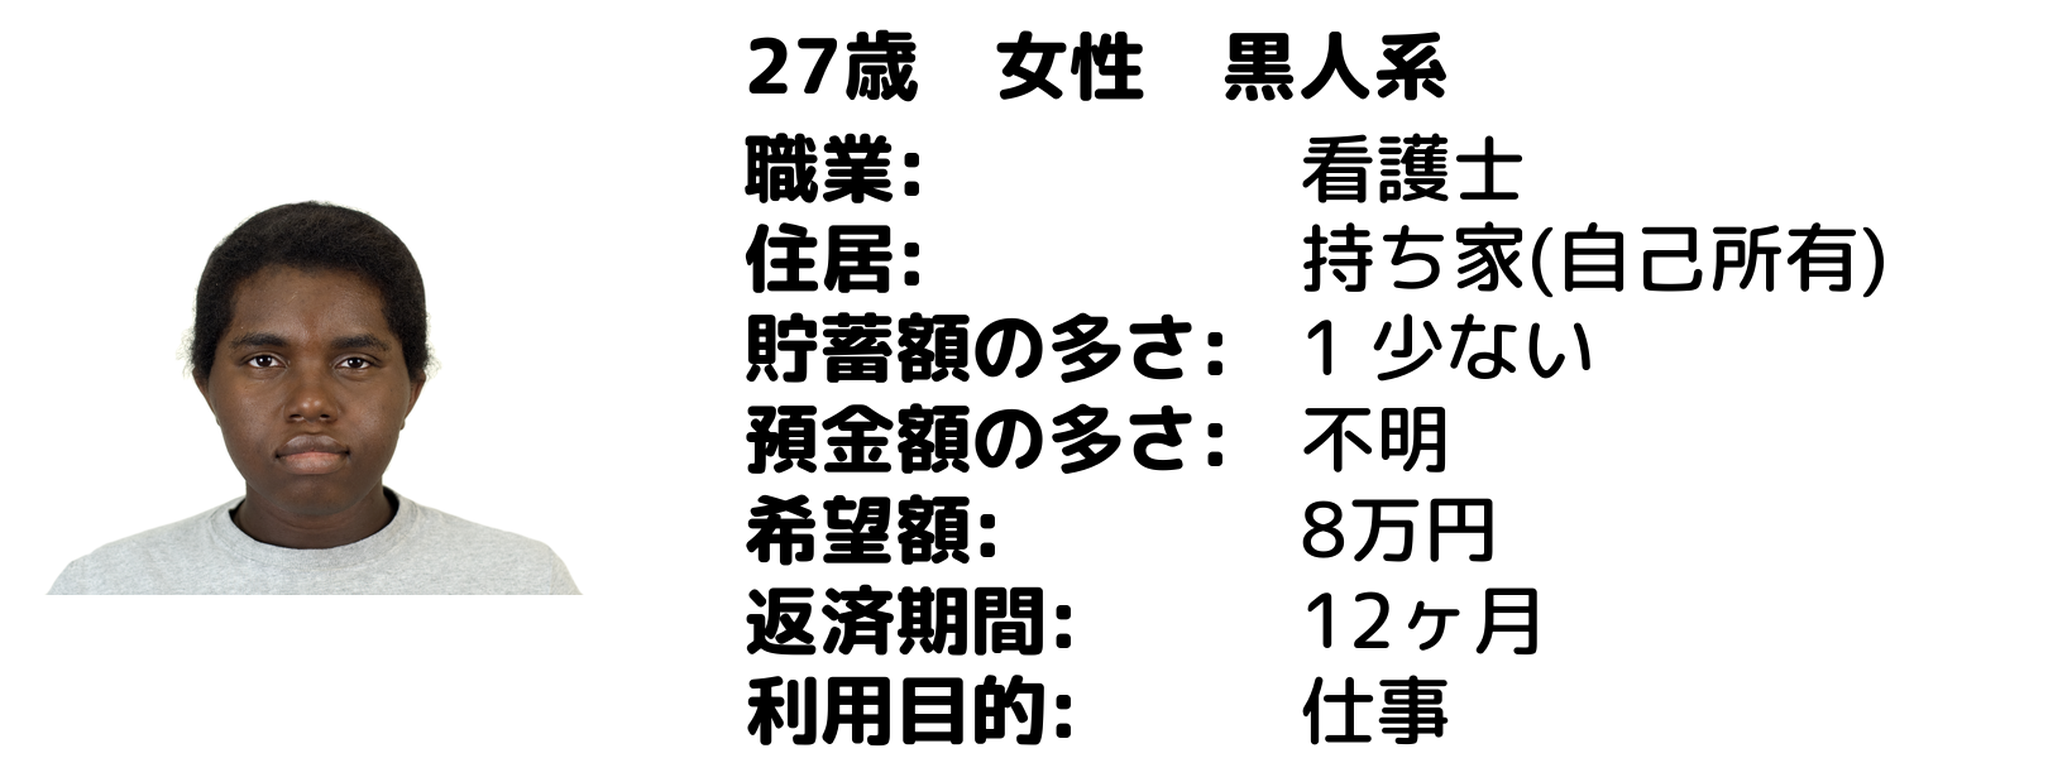 27歳　女性　黒人系
職業: 看護士
住居: 持ち家(自己所有)
貯蓄額の多さ: 1 少ない
預金額の多さ: 不明
希望額: 8万円
返済期間: 12ヶ月
利用目的: 仕事